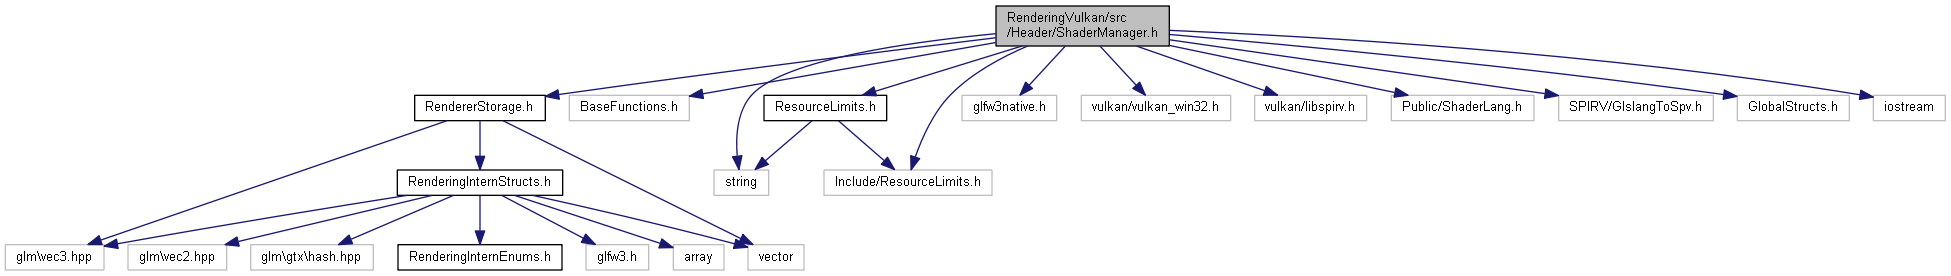 RenderingVulkan/src
/Header/ShaderManager.h
RendererStorage.h
BaseFunctions.h
ResourceLimits.h
glfw3native.h
vulkan/vulkan_win32.h
vulkan/libspirv.h
Public/ShaderLang.h
SPIRV/GlslangToSpv.h
GlobalStructs.h
iostream
RenderingInternStructs.h
string
Include/ResourceLimits.h
glm\vec3.hpp
glm\vec2.hpp
glm\gtx\hash.hpp
RenderingInternEnums.h
glfw3.h
array
vector